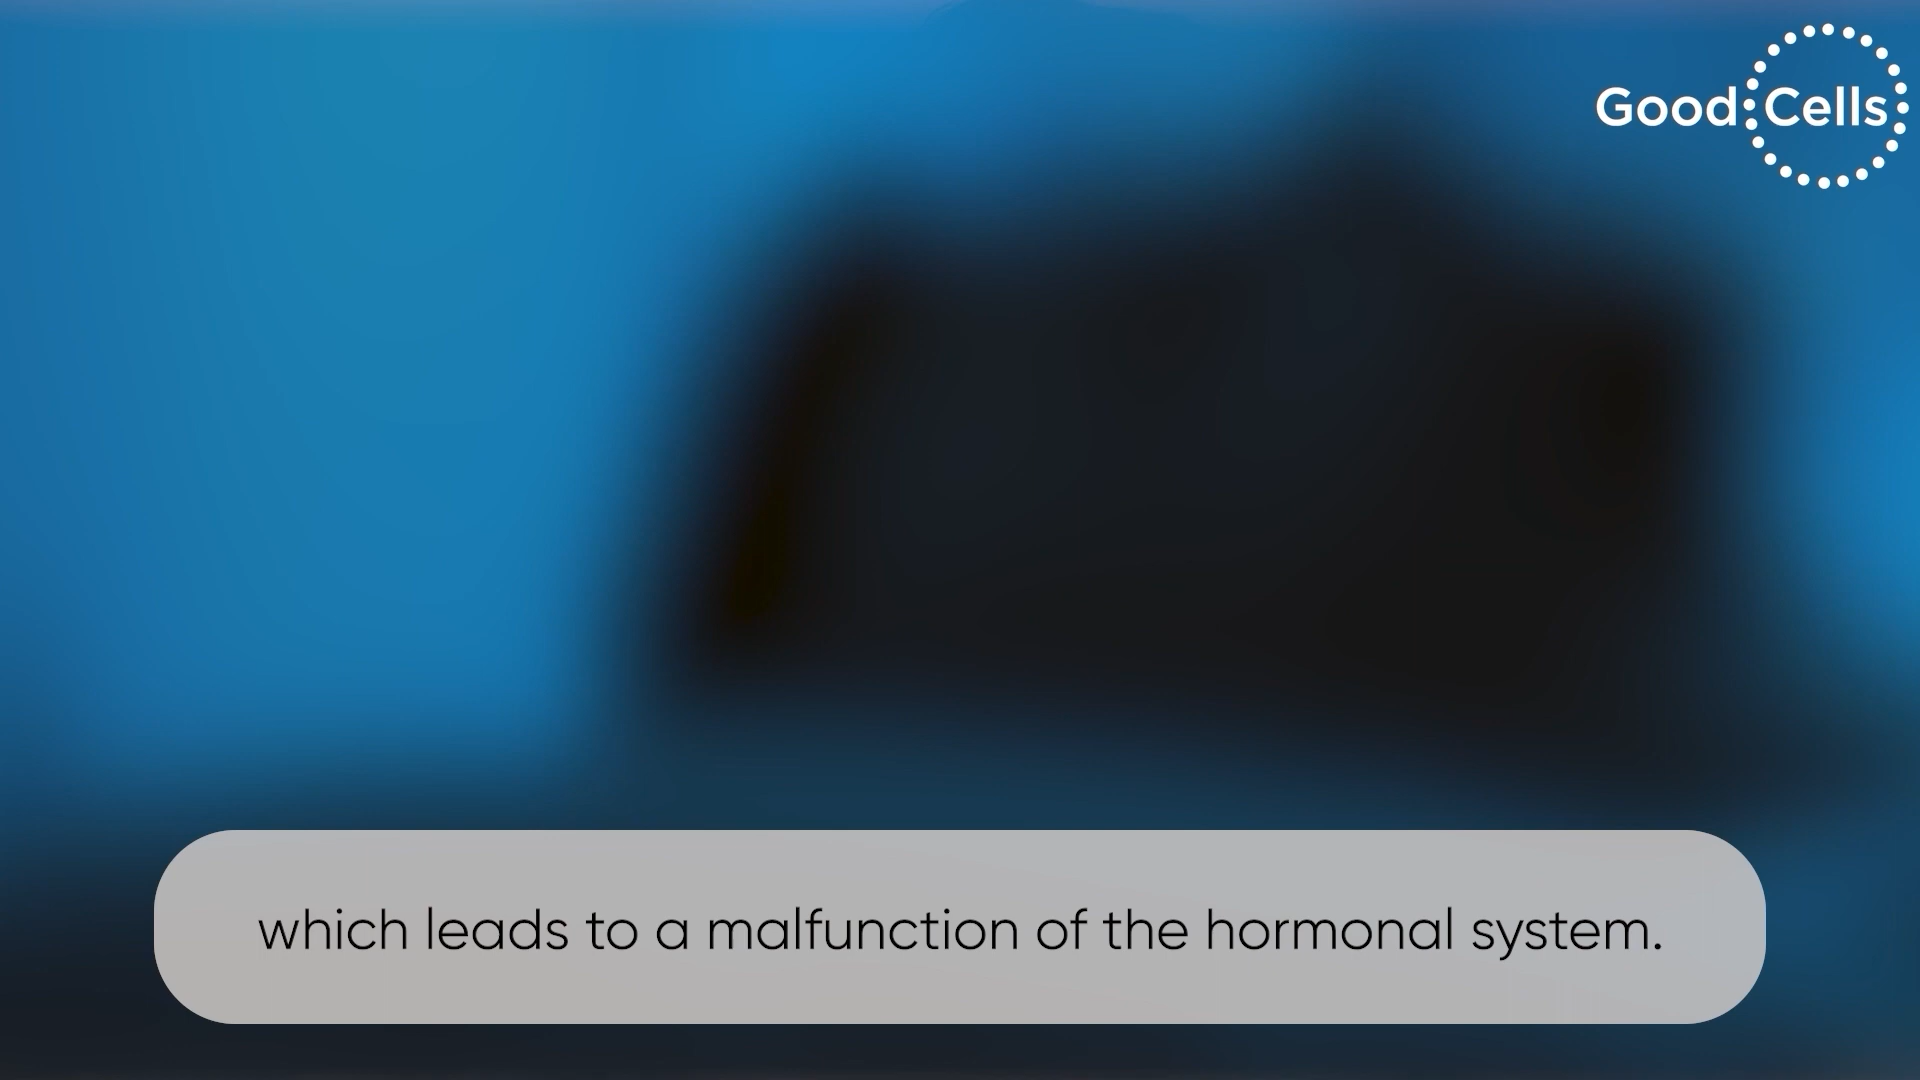 Good Cells
which leads to a malfunction of the hormonal system.